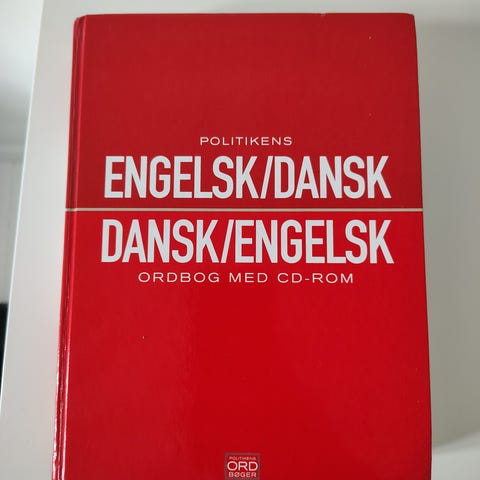 POLITIKENS
ENGELSK/DANSK
DANSK/ENGELSK
ORDBOG MED CD-ROM
POLITIKENS
ORD
BØGER